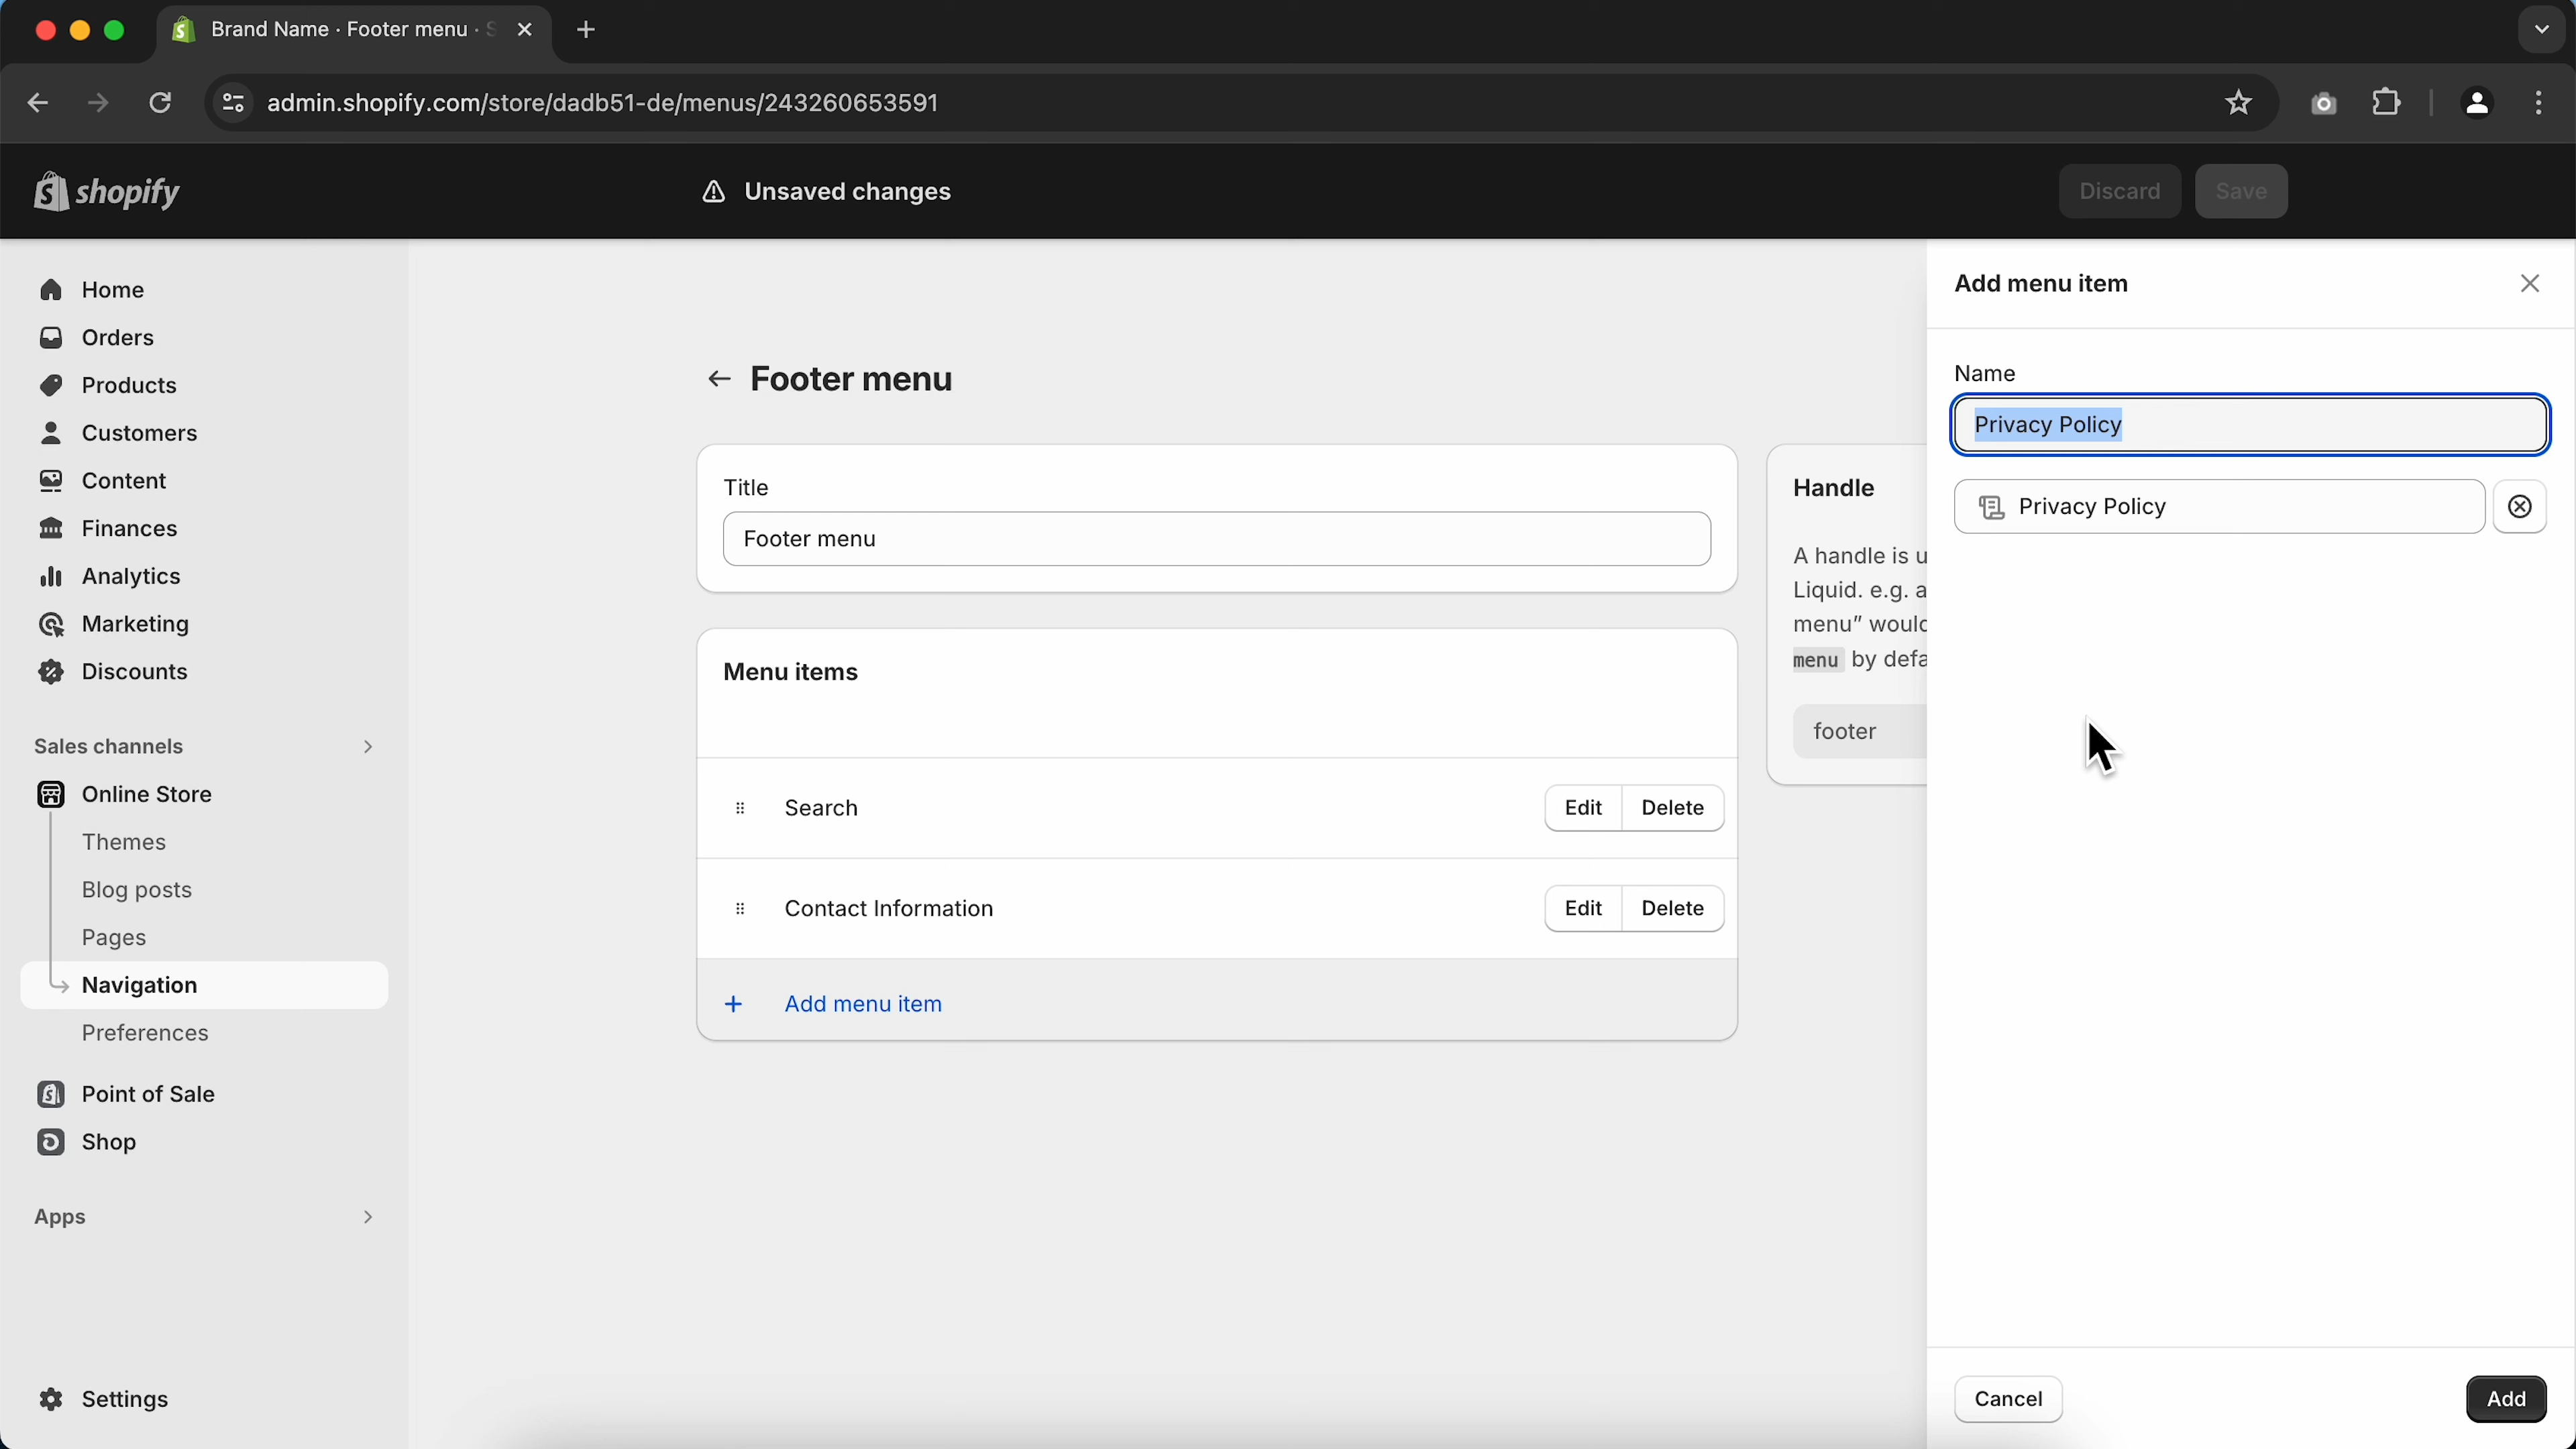 Brand Name · Footer menu ·
admin.shopify.com/store/dadb51-de/menus/243260653591
shopify
Unsaved changes
Discard
Save
Home
Orders
Products
Customers
Content
Finances
Analytics
Marketing
Discounts
Sales channels
Online Store
Themes
Blog posts
Pages
Navigation
Preferences
Point of Sale
Shop
Apps
Settings
Footer menu
Title
Footer menu
Menu items
Search
Edit
Delete
Contact Information
Edit
Delete
+ Add menu item
Handle
A handle is u
Liquid. e.g. a
menu” would
menu by defa
footer
Add menu item
Name
Privacy Policy
Privacy Policy
Cancel
Add